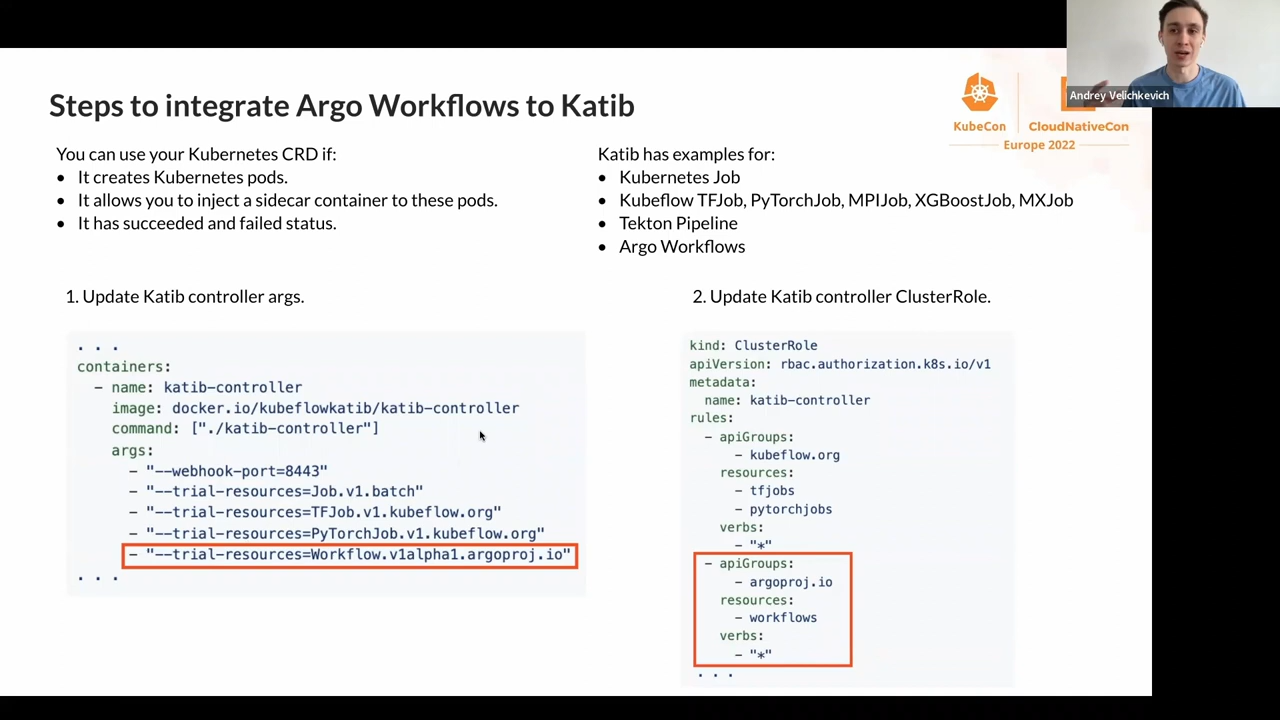 Steps to integrate Argo Workflows to Katib
Andrey Velichkevich
KubeCon
CloudNativeCon
Europe 2022
You can use your Kubernetes CRD if:
• It creates Kubernetes pods.
• It allows you to inject a sidecar container to these pods.
• It has succeeded and failed status.
Katib has examples for:
• Kubernetes Job
• Kubeflow TFJob, PyTorchJob, MPIJob, XGBoostJob, MXJob
• Tekton Pipeline
• Argo Workflows
1. Update Katib controller args.
. . .
containers:
- name: katib-controller
image: docker.io/kubeflowkatib/katib-controller
command: ["./katib-controller"]
args:
- "--webhook-port=8443"
- "--trial-resources=Job.v1.batch"
- "--trial-resources=TFJob.v1.kubeflow.org"
- "--trial-resources=PyTorchJob.v1.kubeflow.org"
- "--trial-resources=Workflow.v1alpha1.argoproj.io"
. . .
2. Update Katib controller ClusterRole.
kind: ClusterRole
apiVersion: rbac.authorization.k8s.io/v1
metadata:
name: katib-controller
rules:
- apiGroups:
- kubeflow.org
resources:
- tfjobs
- pytorchjobs
verbs:
- "*"
- apiGroups:
- argoproj.io
resources:
- workflows
verbs:
- "*"
. . .